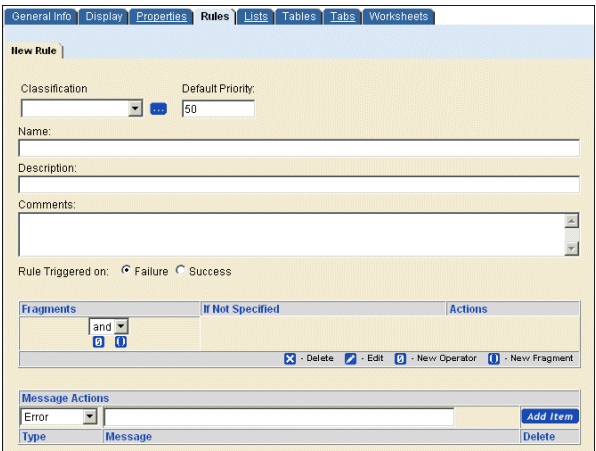 General Info Display Properties Rules Lists Tables Tabs Worksheets
New Rule
Classification Default Priority:
... 50
Name:
Description:
Comments:
Rule Triggered on: Failure Success
Fragments If Not Specified Actions
and
- Delete - Edit - New Operator - New Fragment
Message Actions
Error Add Item
Type Message Delete